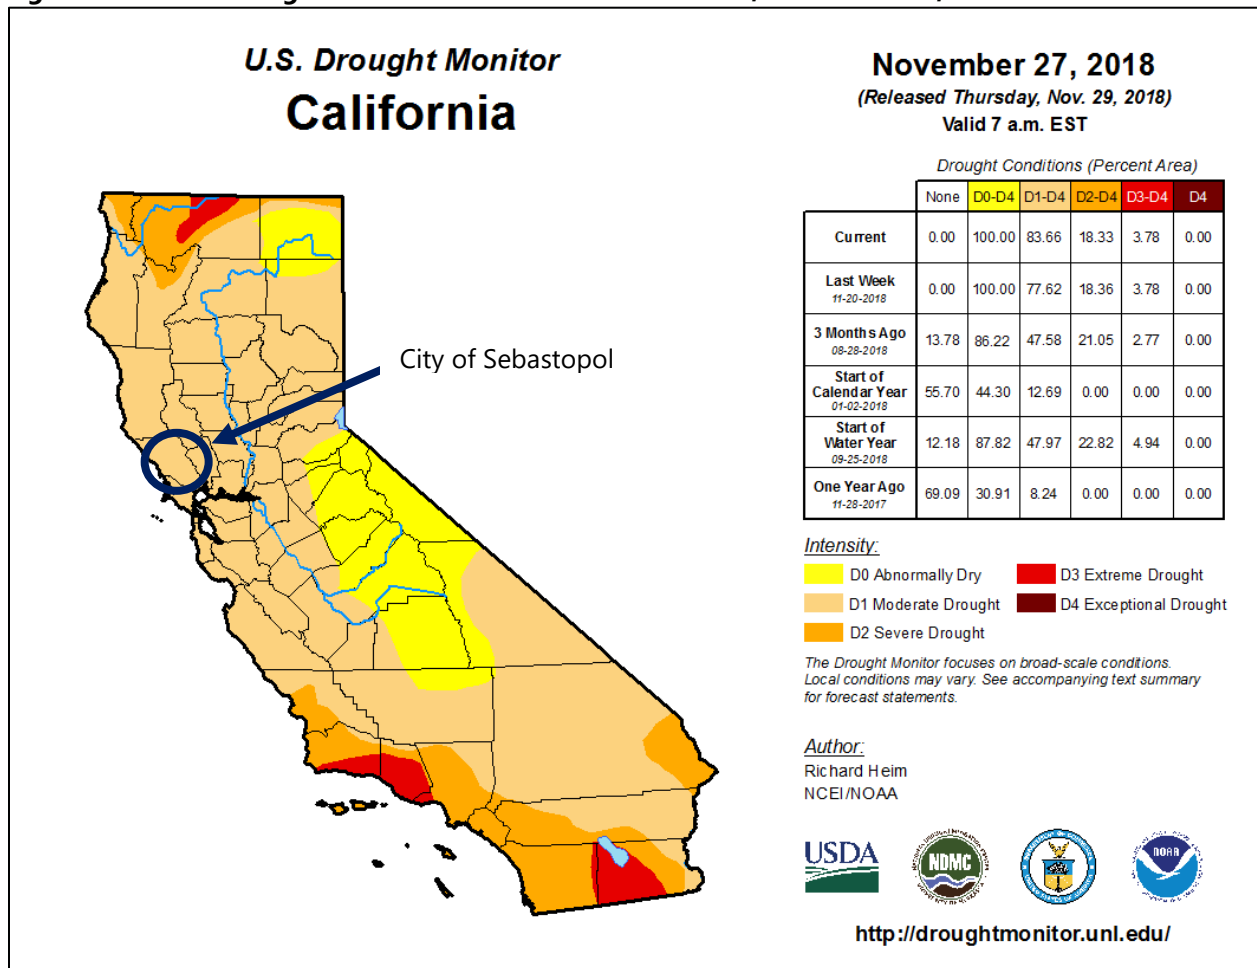 U.S. Drought Monitor
California
November 27, 2018
(Released Thursday, Nov. 29, 2018)
Valid 7 a.m. EST
Drought Conditions (Percent Area)
None D0-D4 D1-D4 D2-D4 D3-D4 D4
Current 0.00 100.00 83.66 18.33 3.78 0.00
Last Week 11-20-2018 0.00 100.00 77.62 18.36 3.78 0.00
3 Months Ago 08-28-2018 13.78 86.22 47.58 21.05 2.77 0.00
Start of Calendar Year 01-02-2018 55.70 44.30 12.69 0.00 0.00 0.00
Start of Water Year 09-25-2018 12.18 87.82 47.97 22.82 4.94 0.00
One Year Ago 11-28-2017 69.09 30.91 8.24 0.00 0.00 0.00
City of Sebastopol
Intensity:
D0 Abnormally Dry
D3 Extreme Drought
D1 Moderate Drought
D4 Exceptional Drought
D2 Severe Drought
The Drought Monitor focuses on broad-scale conditions.
Local conditions may vary. See accompanying text summary
for forecast statements.
Author:
Richard Heim
NCEI/NOAA
USDA
NDMC
NOAA
http://droughtmonitor.unl.edu/